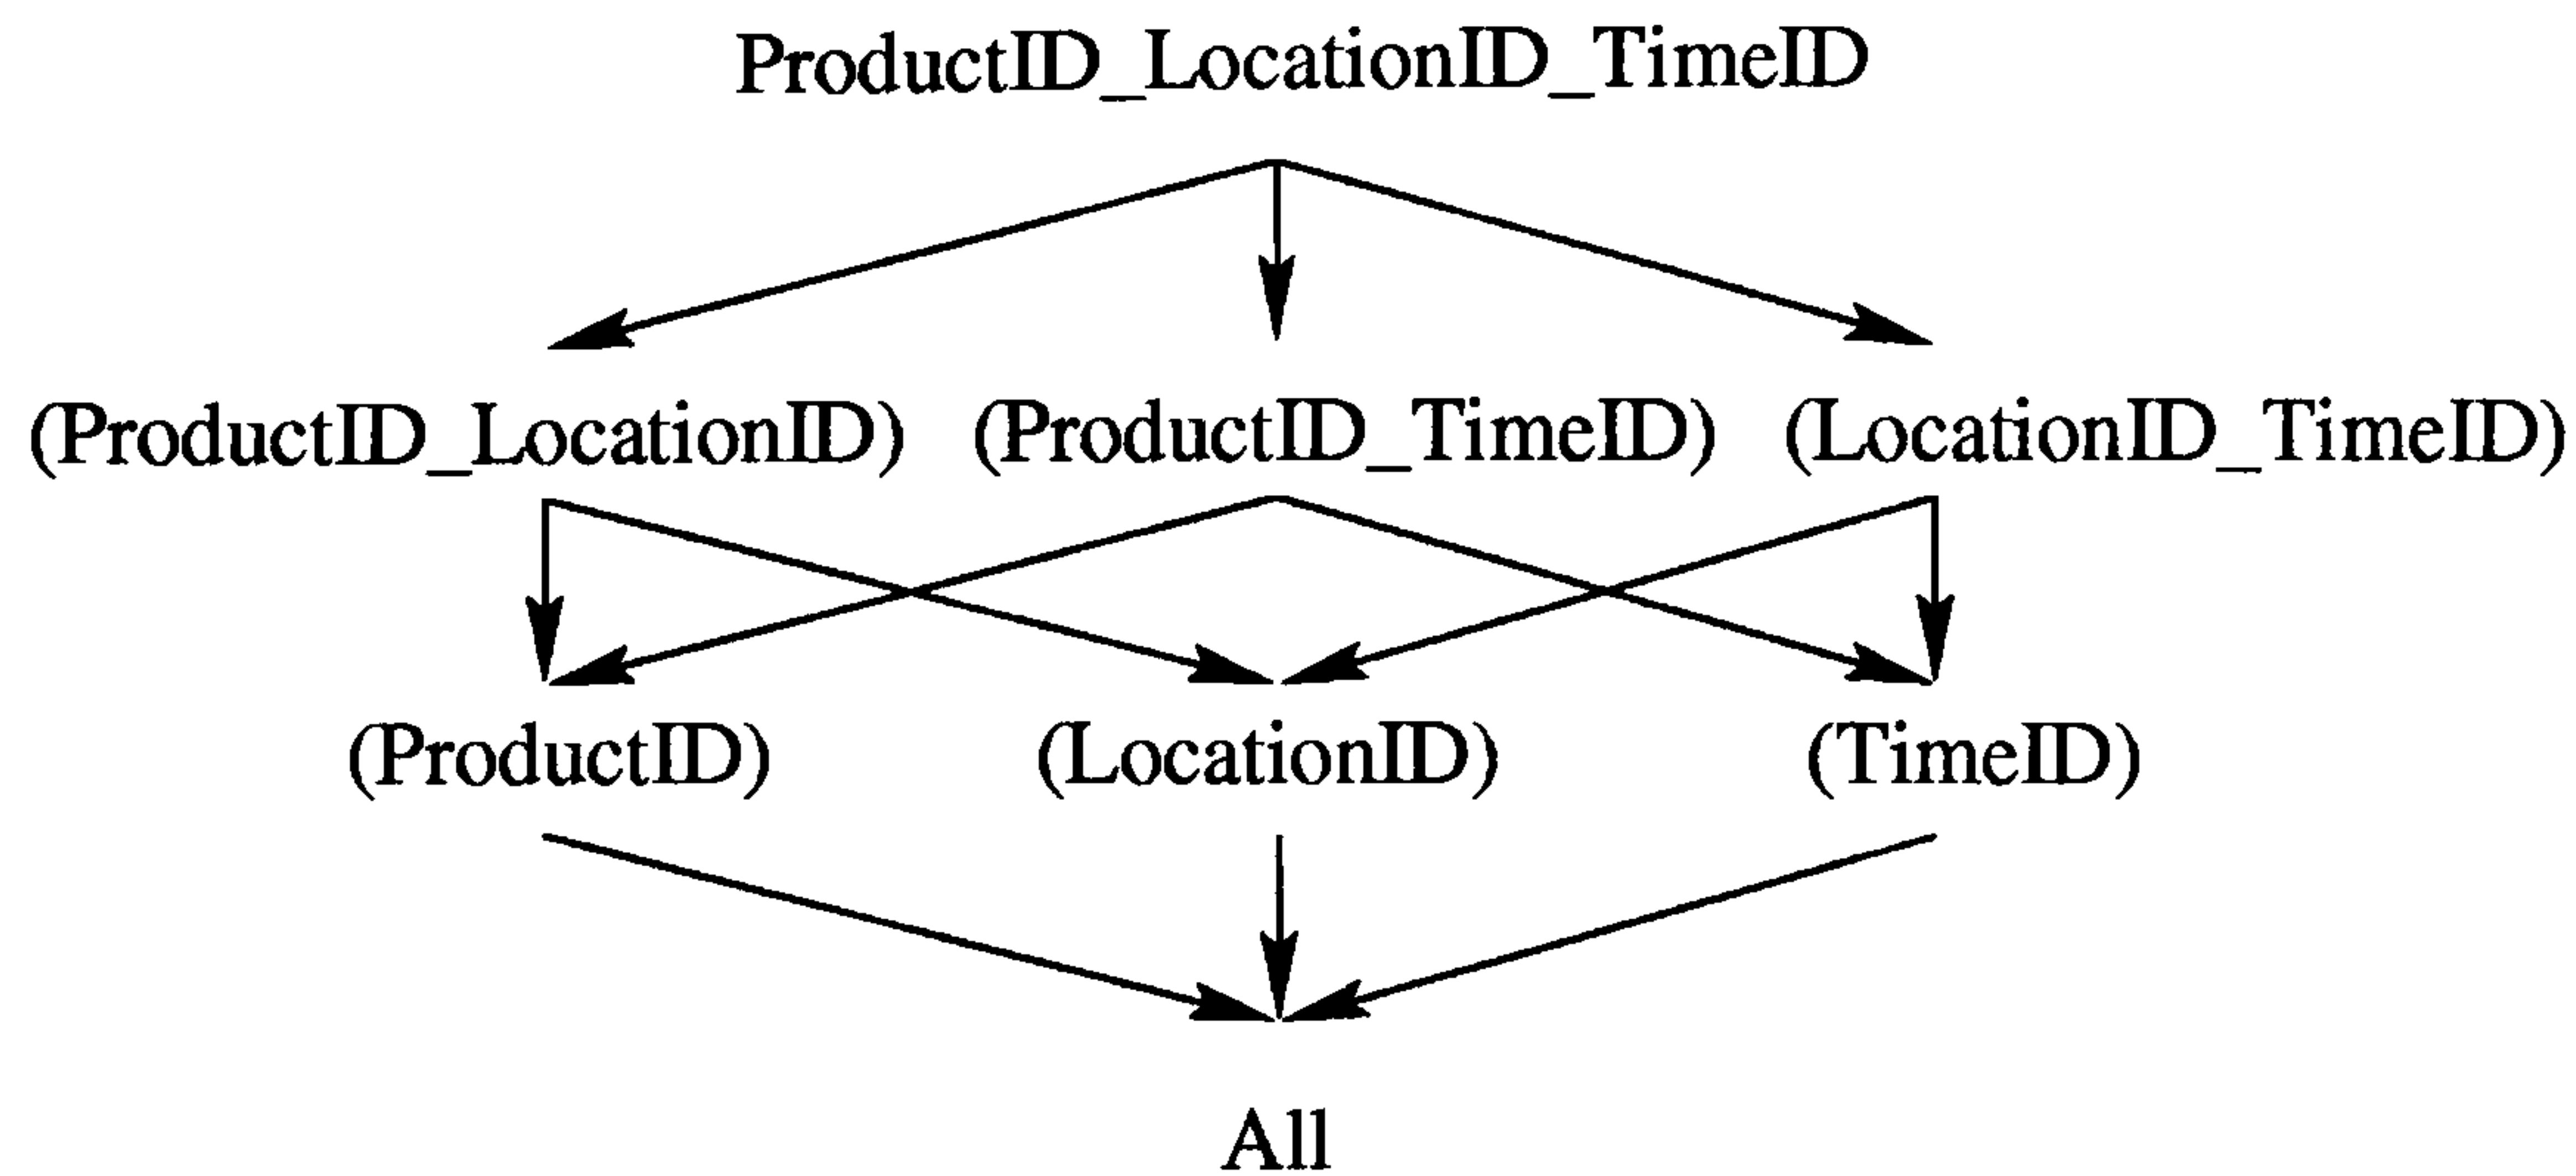 ProductID_LocationID_TimeID
(ProductID_LocationID) (ProductID_TimeID) (LocationID_TimeID)
(ProductID) (LocationID) (TimeID)
All